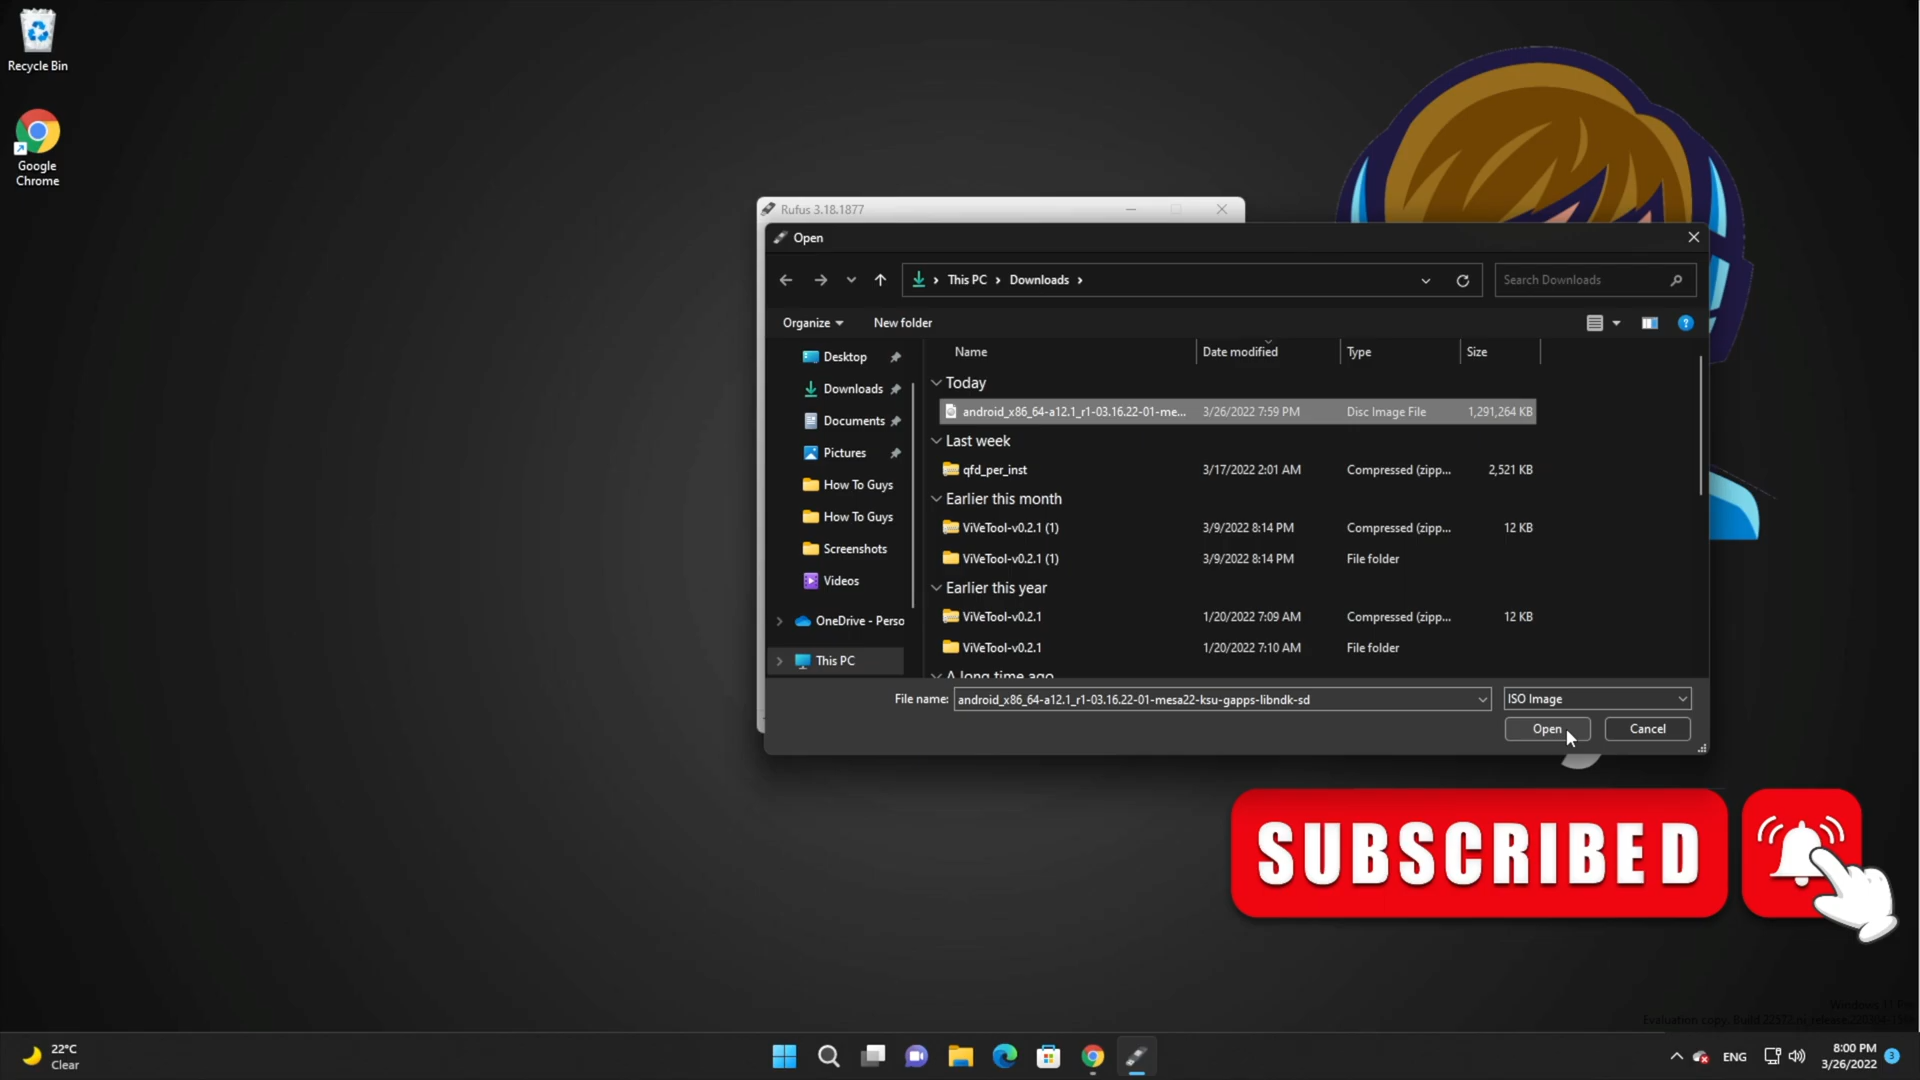 Recycle Bin
Google
Chrome
Rufus 3.18.1877
Open
This PC
Downloads
Search Downloads
Organize
New folder
Name
Date modified
Type
Size
Desktop
Downloads
Documents
Pictures
How To Guys
How To Guys
Screenshots
Videos
OneDrive - Perso
This PC
Today
android_x86_64-a12.1_r1-03.16.22-01-me... 3/26/2022 7:59 PM Disc Image File 1,291,264 KB
Last week
qfd_per_inst 3/17/2022 2:01 AM Compressed (zipp... 2,521 KB
Earlier this month
ViVeTool-v0.2.1 (1) 3/9/2022 8:14 PM Compressed (zipp... 12 KB
ViVeTool-v0.2.1 (1) 3/9/2022 8:14 PM File folder
Earlier this year
ViVeTool-v0.2.1 1/20/2022 7:09 AM Compressed (zipp... 12 KB
ViVeTool-v0.2.1 1/20/2022 7:10 AM File folder
A long time ago
File name: android_x86_64-a12.1_r1-03.16.22-01-mesa22-ksu-gapps-libndk-sd
ISO Image
Open
Cancel
SUBSCRIBED
Windows 11
Evaluation copy. Build
22°C
Clear
ENG
8:00 PM
3/26/2022
3